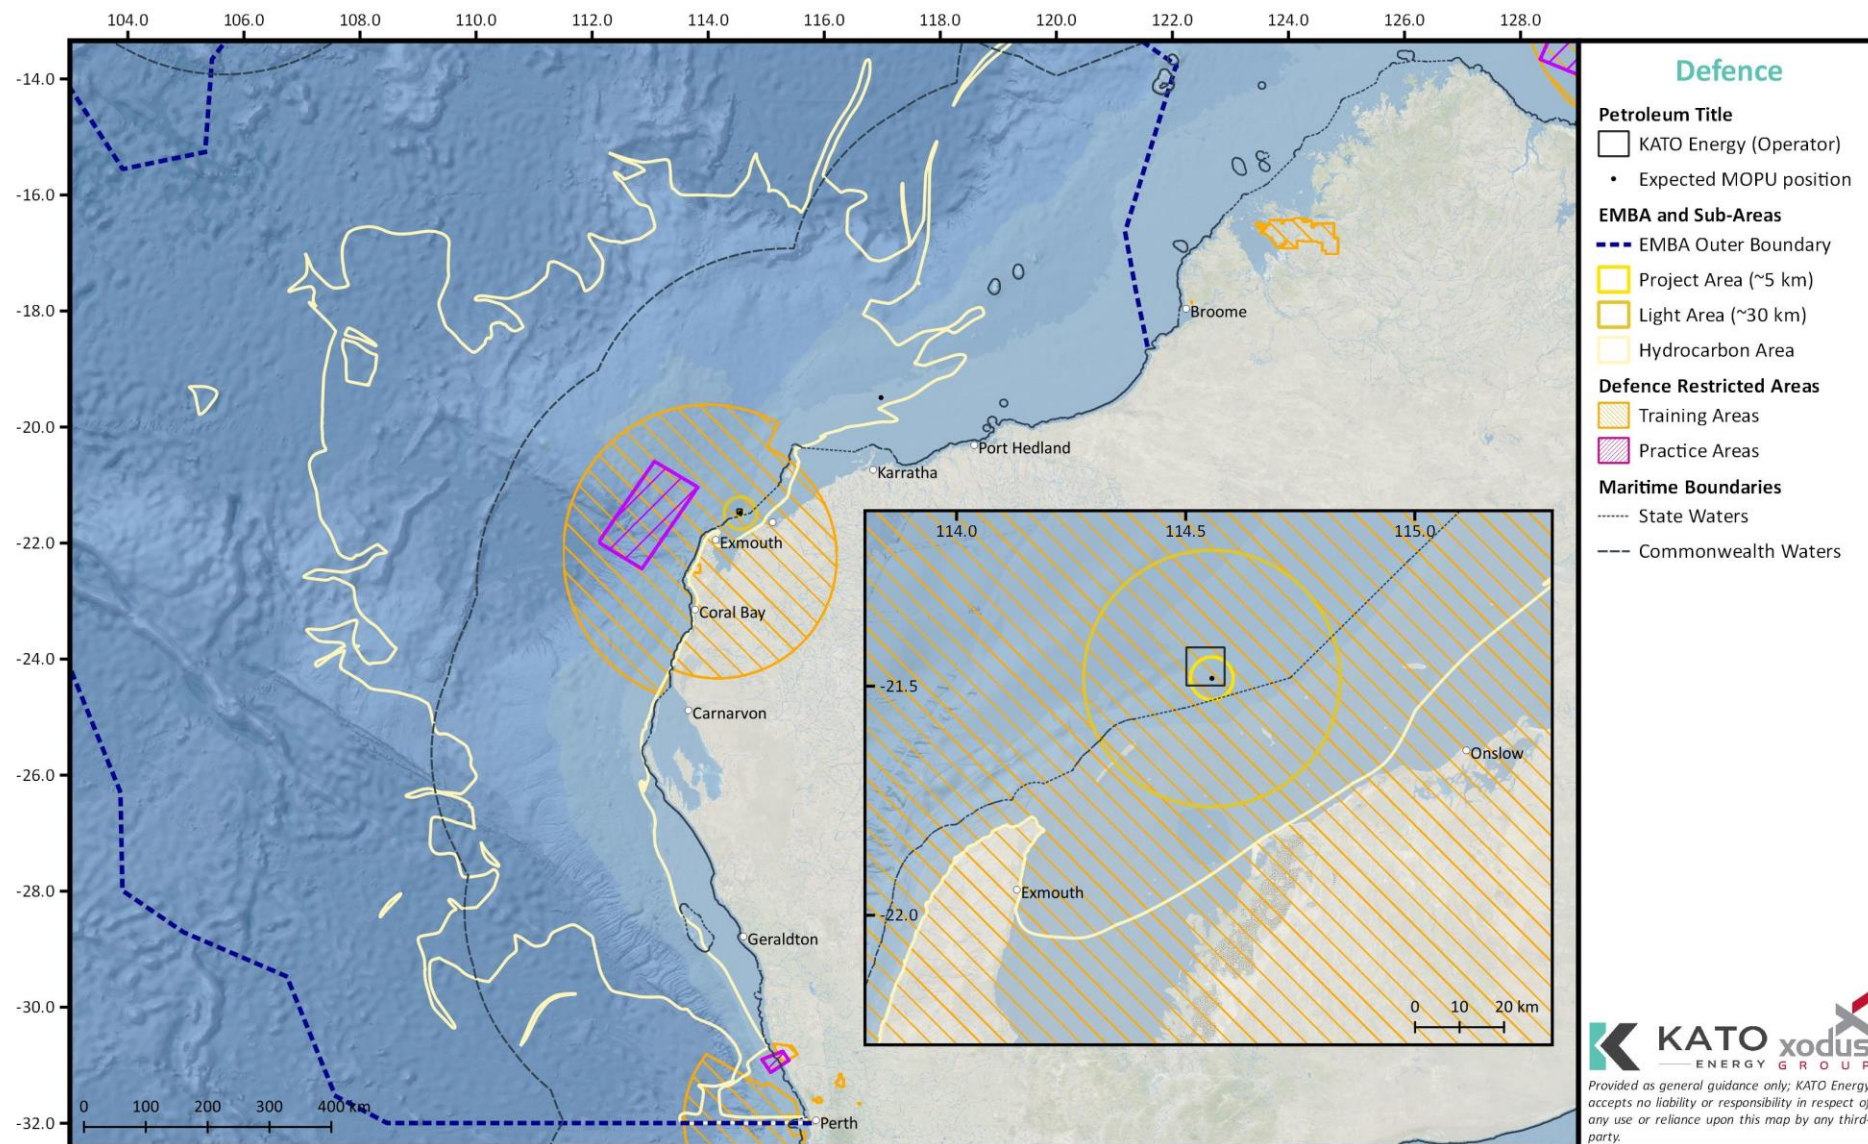 104.0 106.0 108.0 110.0 112.0 114.0 116.0 118.0 120.0 122.0 124.0 126.0 128.0
-14.0
-16.0
-18.0
-20.0
-22.0
-24.0
-26.0
-28.0
-30.0
-32.0
Broome
Port Hedland
Karratha
Exmouth
Coral Bay
Carnarvon
Geraldton
Perth
0 100 200 300 400 km
114.0 114.5 115.0
-21.5
-22.0
Onslow
Exmouth
0 10 20 km
Defence
Petroleum Title
KATO Energy (Operator)
Expected MOPU position
EMBA and Sub-Areas
EMBA Outer Boundary
Project Area (~5 km)
Light Area (~30 km)
Hydrocarbon Area
Defence Restricted Areas
Training Areas
Practice Areas
Maritime Boundaries
State Waters
Commonwealth Waters
KATO
ENERGY
xodus
GROUP
Provided as general guidance only; KATO Energy
accepts no liability or responsibility in respect of
any use or reliance upon this map by any third-
party.